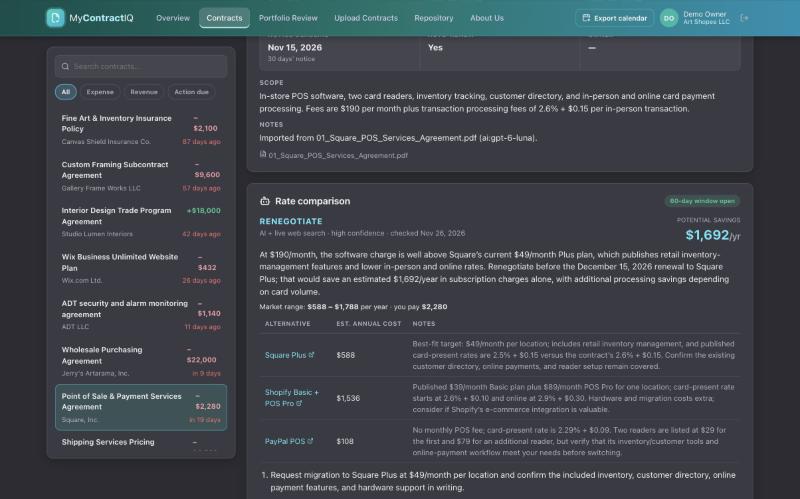 MyContractIQ
Overview
Contracts
Portfolio Review
Upload Contracts
Repository
About Us
Export calendar
DO
Demo Owner
Art Shopee LLC
Search contracts...
All
Expense
Revenue
Action due
Fine Art & Inventory Insurance Policy
–
$2,100
Canvas Shield Insurance Co.
87 days ago
Custom Framing Subcontract Agreement
–
$9,600
Gallery Frame Works LLC
57 days ago
Interior Design Trade Program Agreement
+$18,000
Studio Lumen Interiors
42 days ago
Wix Business Unlimited Website Plan
–
$432
Wix.com Ltd.
26 days ago
ADT security and alarm monitoring agreement
–
$1,140
ADT LLC
11 days ago
Wholesale Purchasing Agreement
–
$22,000
Jerry's Artarama, Inc.
in 9 days
Point of Sale & Payment Services Agreement
–
$2,280
Square, Inc.
in 19 days
Shipping Services Pricing
–
Nov 15, 2026
30 days' notice
Yes
—
SCOPE
In-store POS software, two card readers, inventory tracking, customer directory, and in-person and online card payment
processing. Fees are $190 per month plus transaction processing fees of 2.6% + $0.15 per in-person transaction.
NOTES
Imported from 01_Square_POS_Services_Agreement.pdf (ai:gpt-6-luna).
01_Square_POS_Services_Agreement.pdf
Rate comparison
60-day window open
RENEGOTIATE
AI + live web search · high confidence · checked Nov 26, 2026
POTENTIAL SAVINGS
$1,692/yr
At $190/month, the software charge is well above Square's current $49/month Plus plan, which publishes retail inventory-
management features and lower in-person and online rates. Renegotiate before the December 15, 2026 renewal to Square
Plus; that would save an estimated $1,692/year in subscription charges alone, with additional processing savings depending
on card volume.
Market range: $588 – $1,788 per year · you pay $2,280
ALTERNATIVE
EST. ANNUAL COST
NOTES
Square Plus
$588
Best-fit target: $49/month per location; includes retail inventory management, and published
card-present rates are 2.5% + $0.15 versus the contract's 2.6% + $0.15. Confirm the existing
customer directory, online payments, and reader setup remain covered.
Shopify Basic +
POS Pro
$1,536
Published $39/month Basic plan plus $89/month POS Pro for one location; card-present rate
starts at 2.6% + $0.10 and online at 2.9% + $0.30. Hardware and migration costs extra;
consider if Shopify's e-commerce integration is valuable.
PayPal POS
$108
No monthly POS fee; card-present rate is 2.29% + $0.09. Two readers are listed at $29 for
the first and $79 for an additional reader, but verify that its inventory/customer tools and
online-payment workflow meet your needs before switching.
1. Request migration to Square Plus at $49/month per location and confirm the included inventory, customer directory, online
payment features, and hardware support in writing.